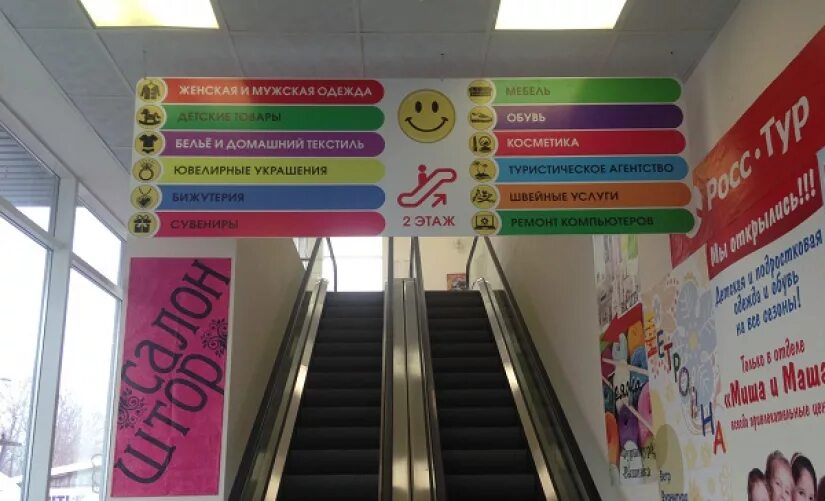 ЖЕНСКАЯ И МУЖСКАЯ ОДЕЖДА
ДЕТСКИЕ ТОВАРЫ
БЕЛЬЁ И ДОМАШНИЙ ТЕКСТИЛЬ
ЮВЕЛИРНЫЕ УКРАШЕНИЯ
БИЖУТЕРИЯ
СУВЕНИРЫ
2 ЭТАЖ
МЕБЕЛЬ
ОБУВЬ
КОСМЕТИКА
ТУРИСТИЧЕСКОЕ АГЕНТСТВО
ШВЕЙНЫЕ УСЛУГИ
РЕМОНТ КОМПЬЮТЕРОВ
САЛОН
ШТОР
РОСС•ТУР
Мы открылись!!!
Детская и подростковая
одежда и обувь
на все сезоны!
Только в отделе
«Миша и Маша
всегда привлекательные